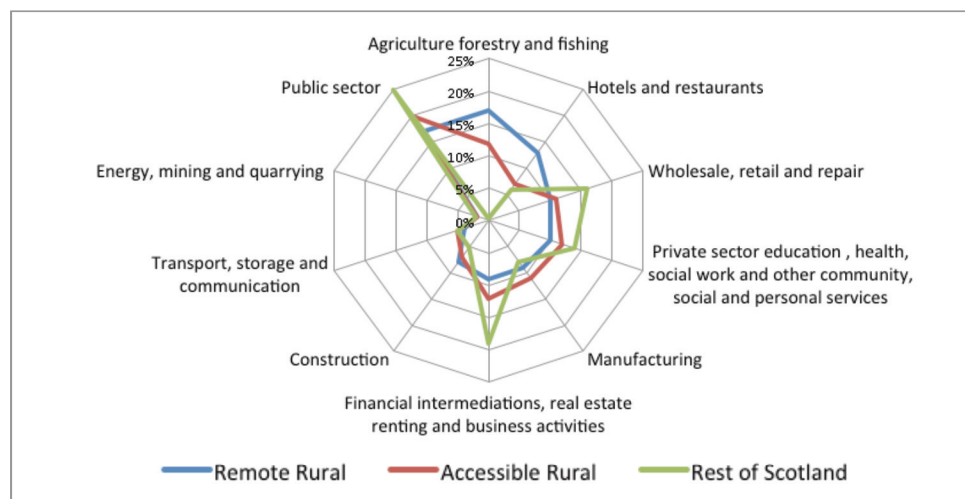 Agriculture forestry and fishing
25%
Public sector
Hotels and restaurants
20%
15%
Energy, mining and quarrying
Wholesale, retail and repair
10%
5%
0%
Transport, storage and
communication
Private sector education , health,
social work and other community,
social and personal services
Construction
Manufacturing
Financial intermediations, real estate
renting and business activities
Remote Rural
Accessible Rural
Rest of Scotland